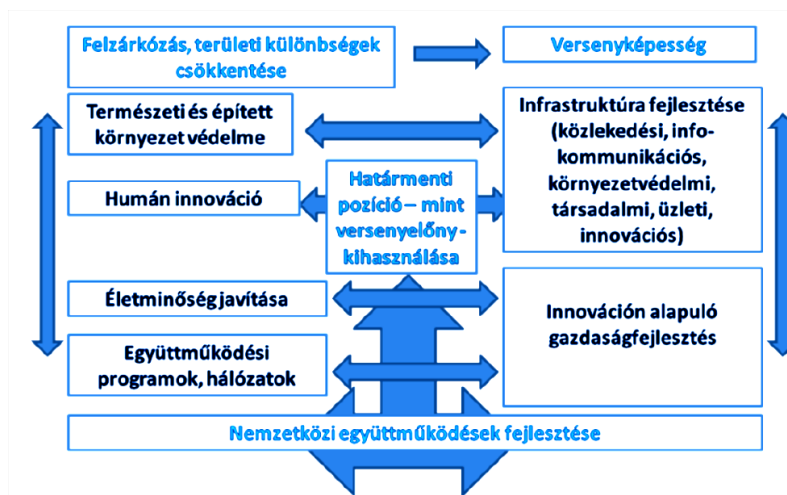 Felzárkózás, területi különbségek
csökkentése
Versenyképesség
Természeti és épített
környezet védelme
Infrastruktúra fejlesztése
(közlekedési, info-
kommunikációs,
környezetvédelmi,
társadalmi, üzleti,
innovációs)
Humán innováció
Határmenti
pozíció – mint
versenyelőny -
kihasználása
Életminőség javítása
Innováción alapuló
gazdaságfejlesztés
Együttműködési
programok, hálózatok
Nemzetközi együttműködések fejlesztése